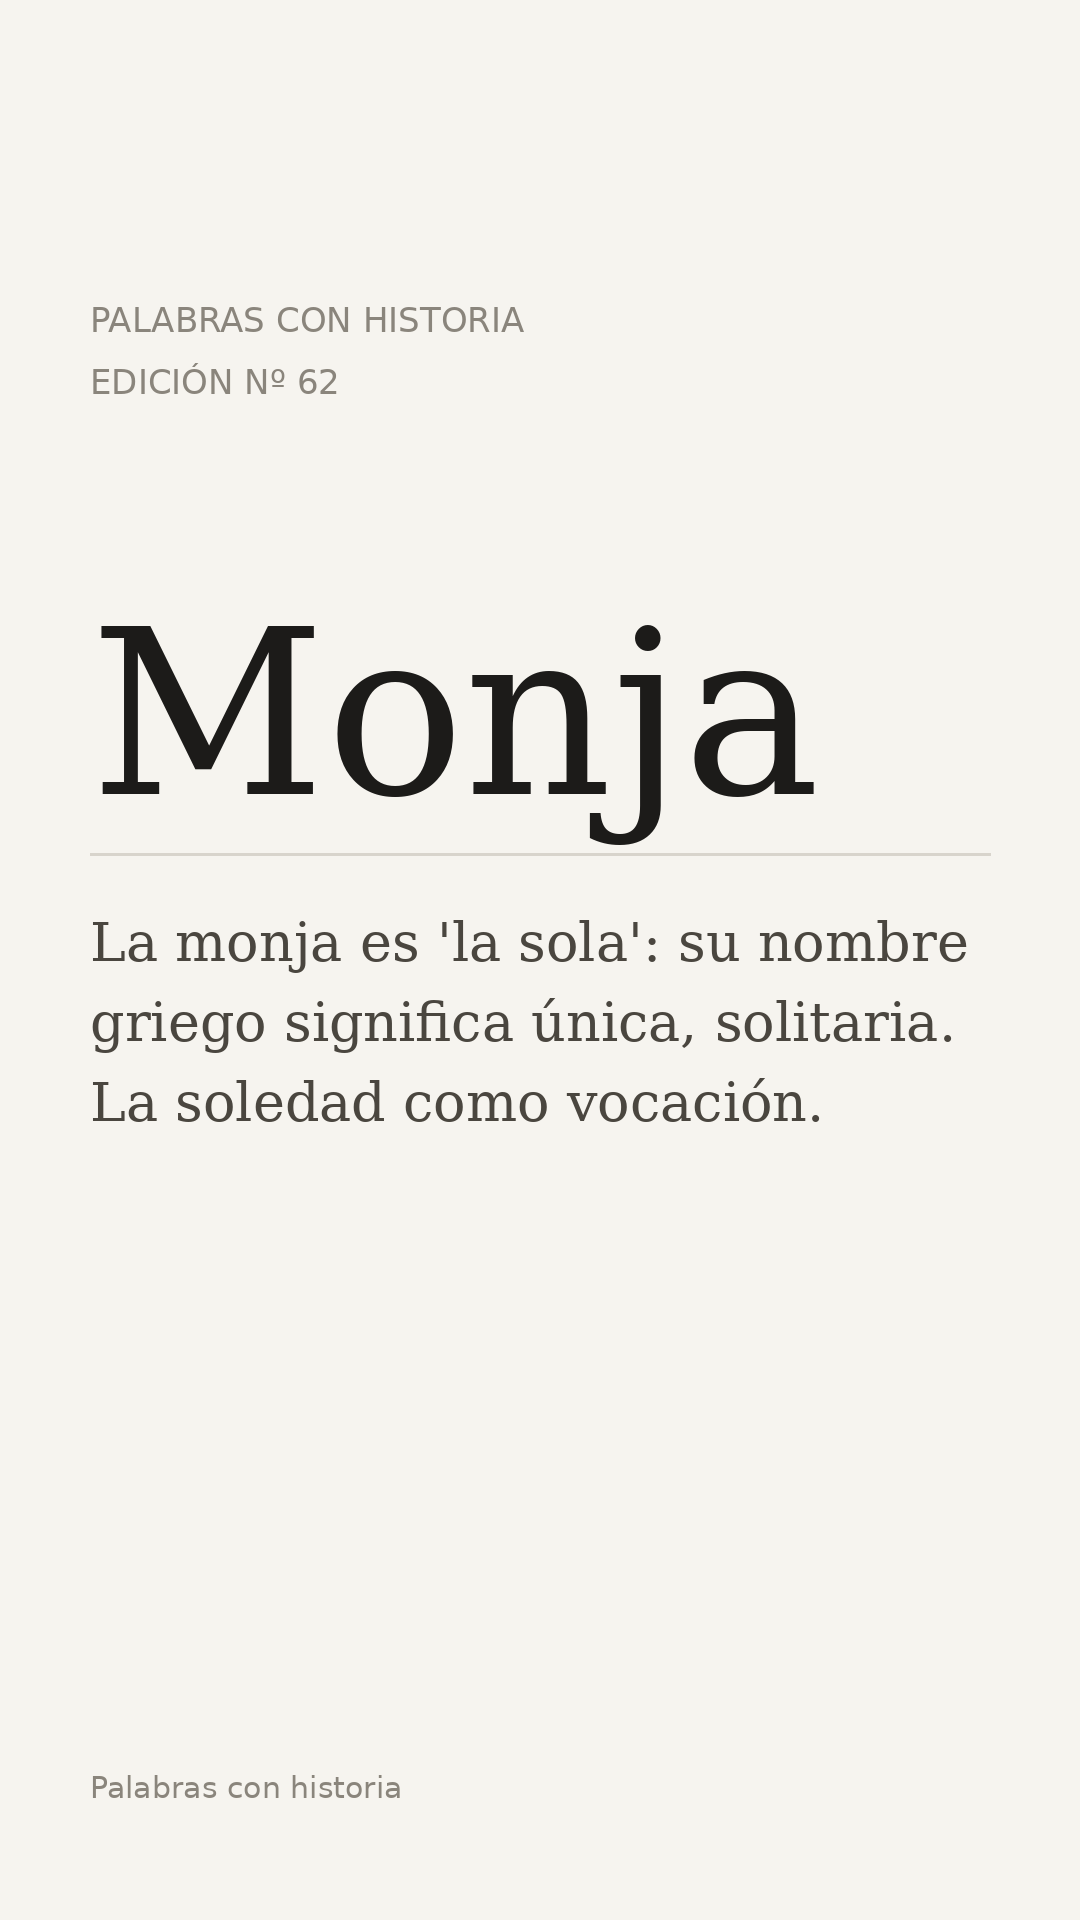 PALABRAS CON HISTORIA
EDICIÓN Nº 62
Monja
La monja es 'la sola': su nombre
griego significa única, solitaria.
La soledad como vocación.
Palabras con historia